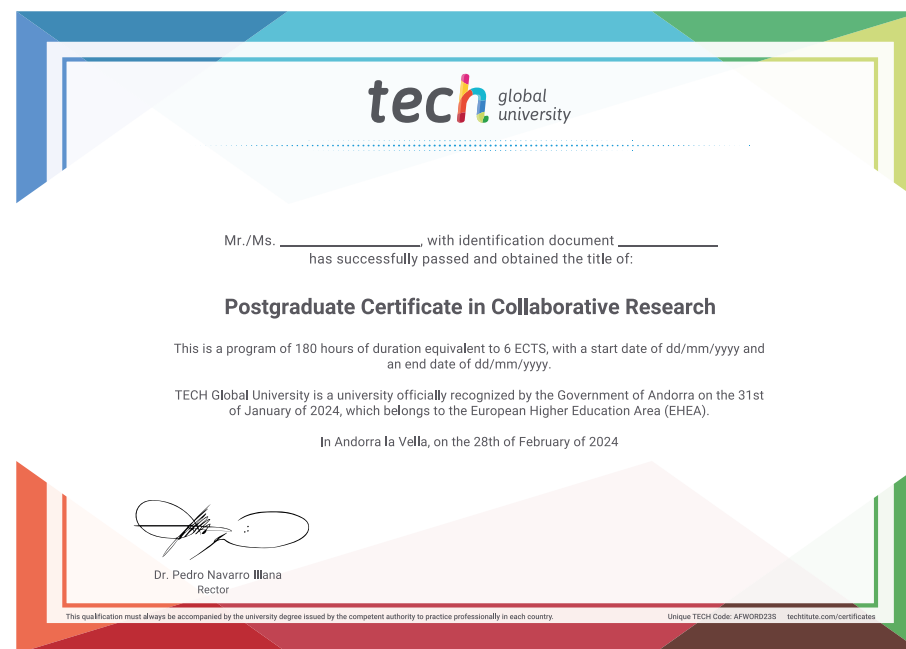 tech global university
Mr./Ms. ____________________, with identification document ______________
has successfully passed and obtained the title of:
Postgraduate Certificate in Collaborative Research
This is a program of 180 hours of duration equivalent to 6 ECTS, with a start date of dd/mm/yyyy and
an end date of dd/mm/yyyy.
TECH Global University is a university officially recognized by the Government of Andorra on the 31st
of January of 2024, which belongs to the European Higher Education Area (EHEA).
In Andorra la Vella, on the 28th of February of 2024
Dr. Pedro Navarro Illana
Rector
This qualification must always be accompanied by the university degree issued by the competent authority to practice professionally in each country.
Unique TECH Code: AFWORD23S techtitute.com/certificates